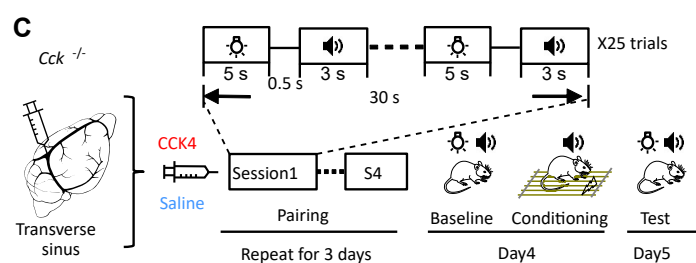 C
Cck -/-
X25 trials
5 s
0.5 s
3 s
30 s
5 s
3 s
CCK4
Saline
Session1
S4
Transverse
sinus
Pairing
Baseline
Conditioning
Test
Repeat for 3 days
Day4
Day5